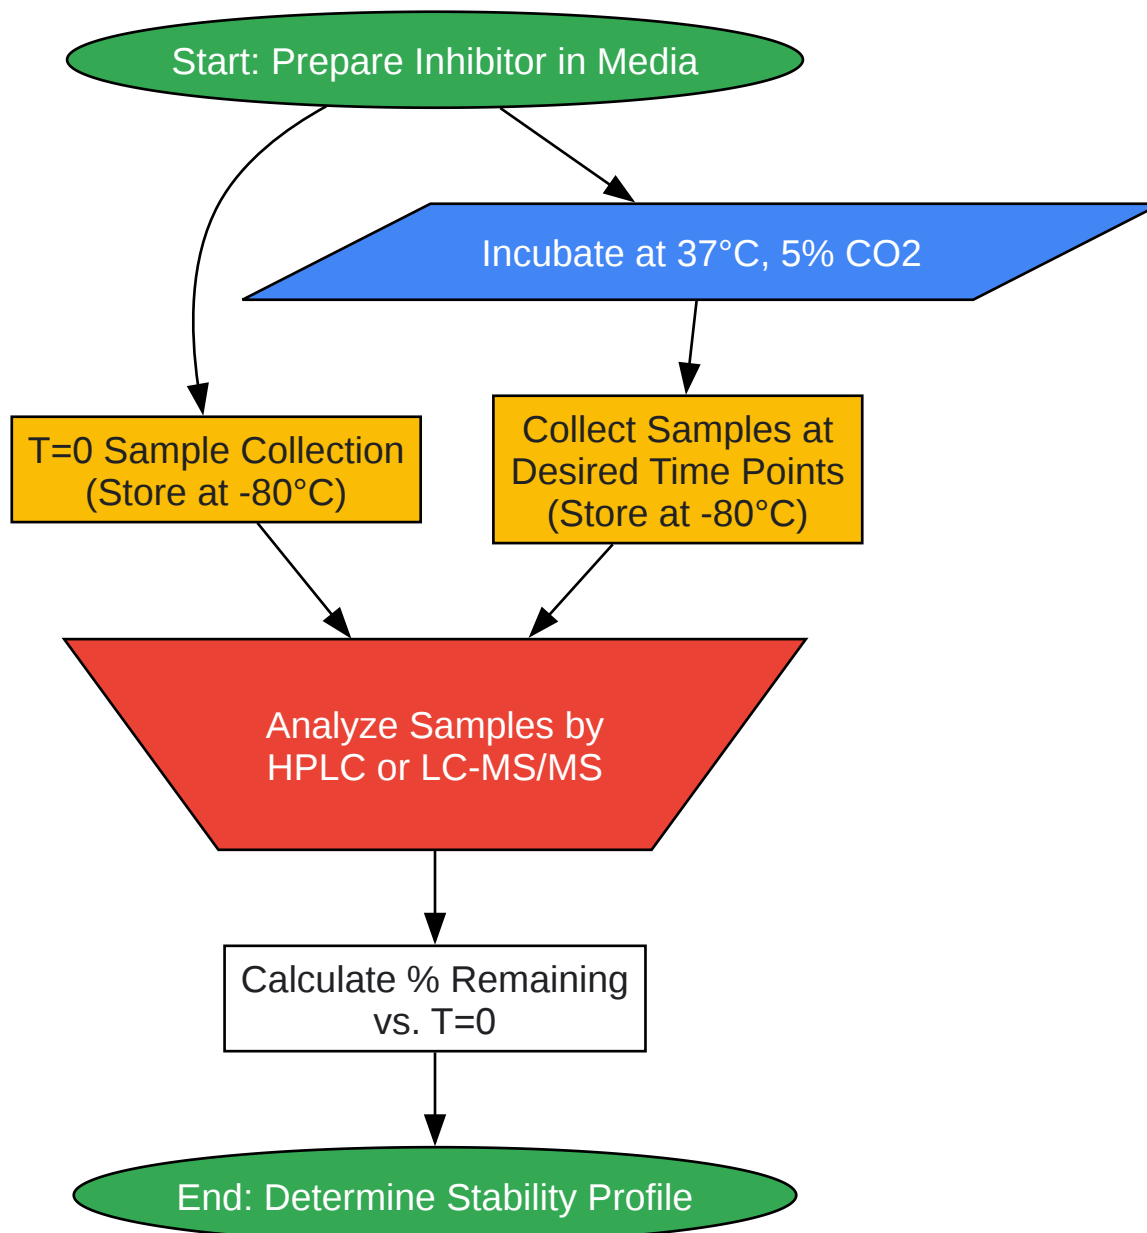 Start: Prepare Inhibitor in Media
Incubate at 37°C, 5% CO2
T=0 Sample Collection
(Store at -80°C)
Collect Samples at
Desired Time Points
(Store at -80°C)
Analyze Samples by
HPLC or LC-MS/MS
Calculate % Remaining
vs. T=0
End: Determine Stability Profile